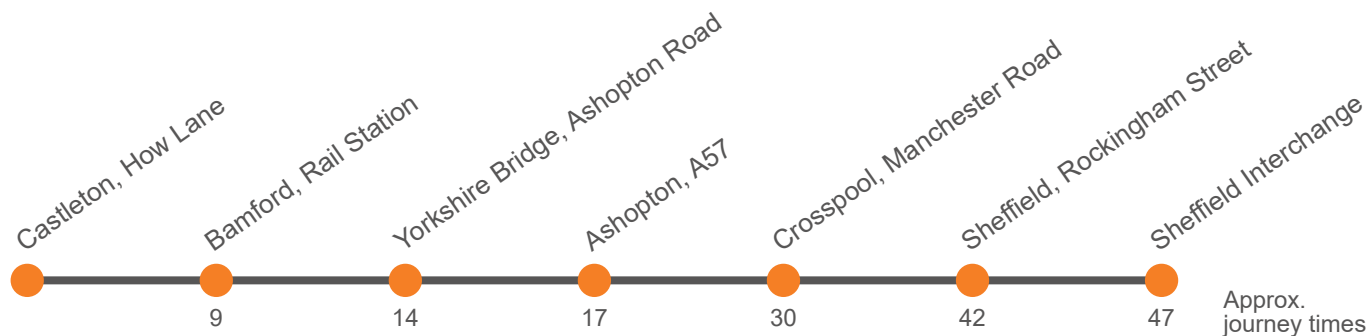 Castleton, How Lane
Bamford, Rail Station
Yorkshire Bridge, Ashopton Road
Ashopton, A57
Crosspool, Manchester Road
Sheffield, Rockingham Street
Sheffield Interchange
9
14
17
30
42
47
Approx.
journey times